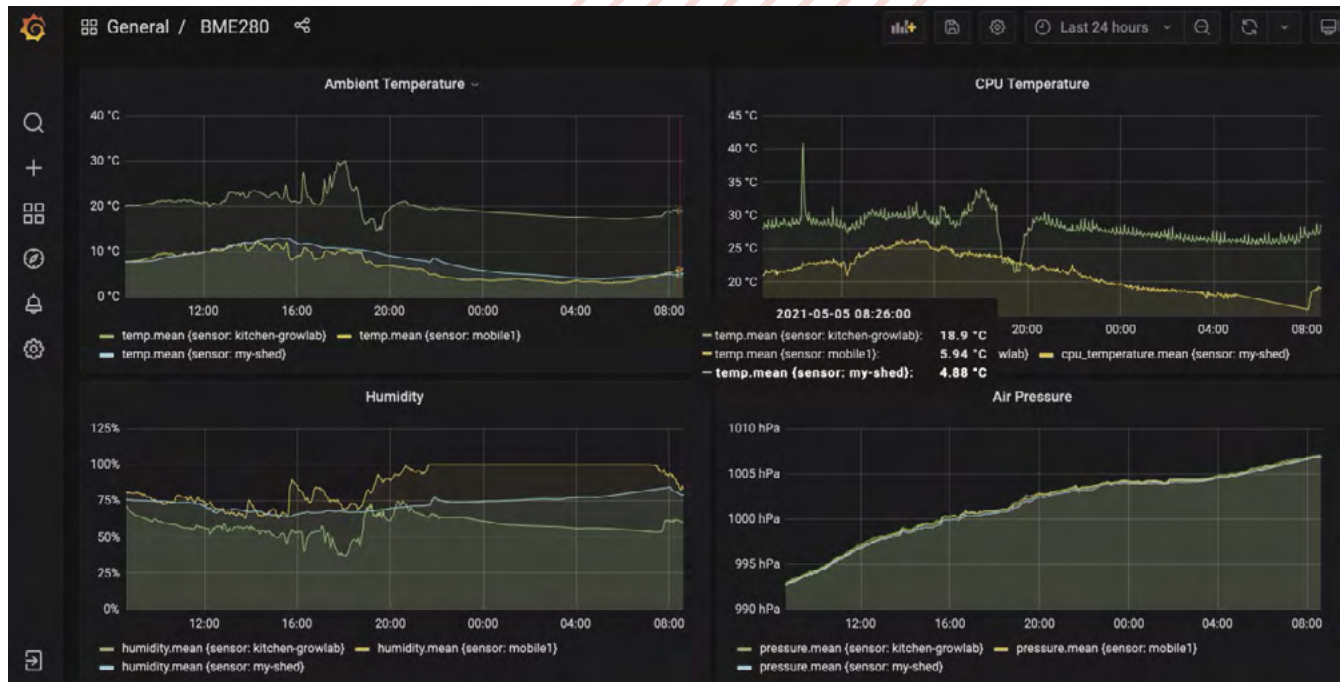 General / BME280
Last 24 hours
Ambient Temperature
40 °C
30 °C
20 °C
10 °C
0 °C
12:00 16:00 20:00 00:00 04:00 08:00
temp.mean {sensor: kitchen-growlab} temp.mean {sensor: mobile1}
temp.mean {sensor: my-shed}
CPU Temperature
45 °C
40 °C
35 °C
30 °C
25 °C
20 °C
20:00 00:00 04:00 08:00
wlab} cpu_temperature.mean {sensor: my-shed}
2021-05-05 08:26:00
temp.mean {sensor: kitchen-growlab}: 18.9 °C
temp.mean {sensor: mobile1}: 5.94 °C
temp.mean {sensor: my-shed}: 4.88 °C
Humidity
125%
100%
75%
50%
25%
0%
12:00 16:00 20:00 00:00 04:00 08:00
humidity.mean {sensor: kitchen-growlab} humidity.mean {sensor: mobile1}
humidity.mean {sensor: my-shed}
Air Pressure
1010 hPa
1005 hPa
1000 hPa
995 hPa
990 hPa
12:00 16:00 20:00 00:00 04:00 08:00
pressure.mean {sensor: kitchen-growlab} pressure.mean {sensor: mobile1}
pressure.mean {sensor: my-shed}